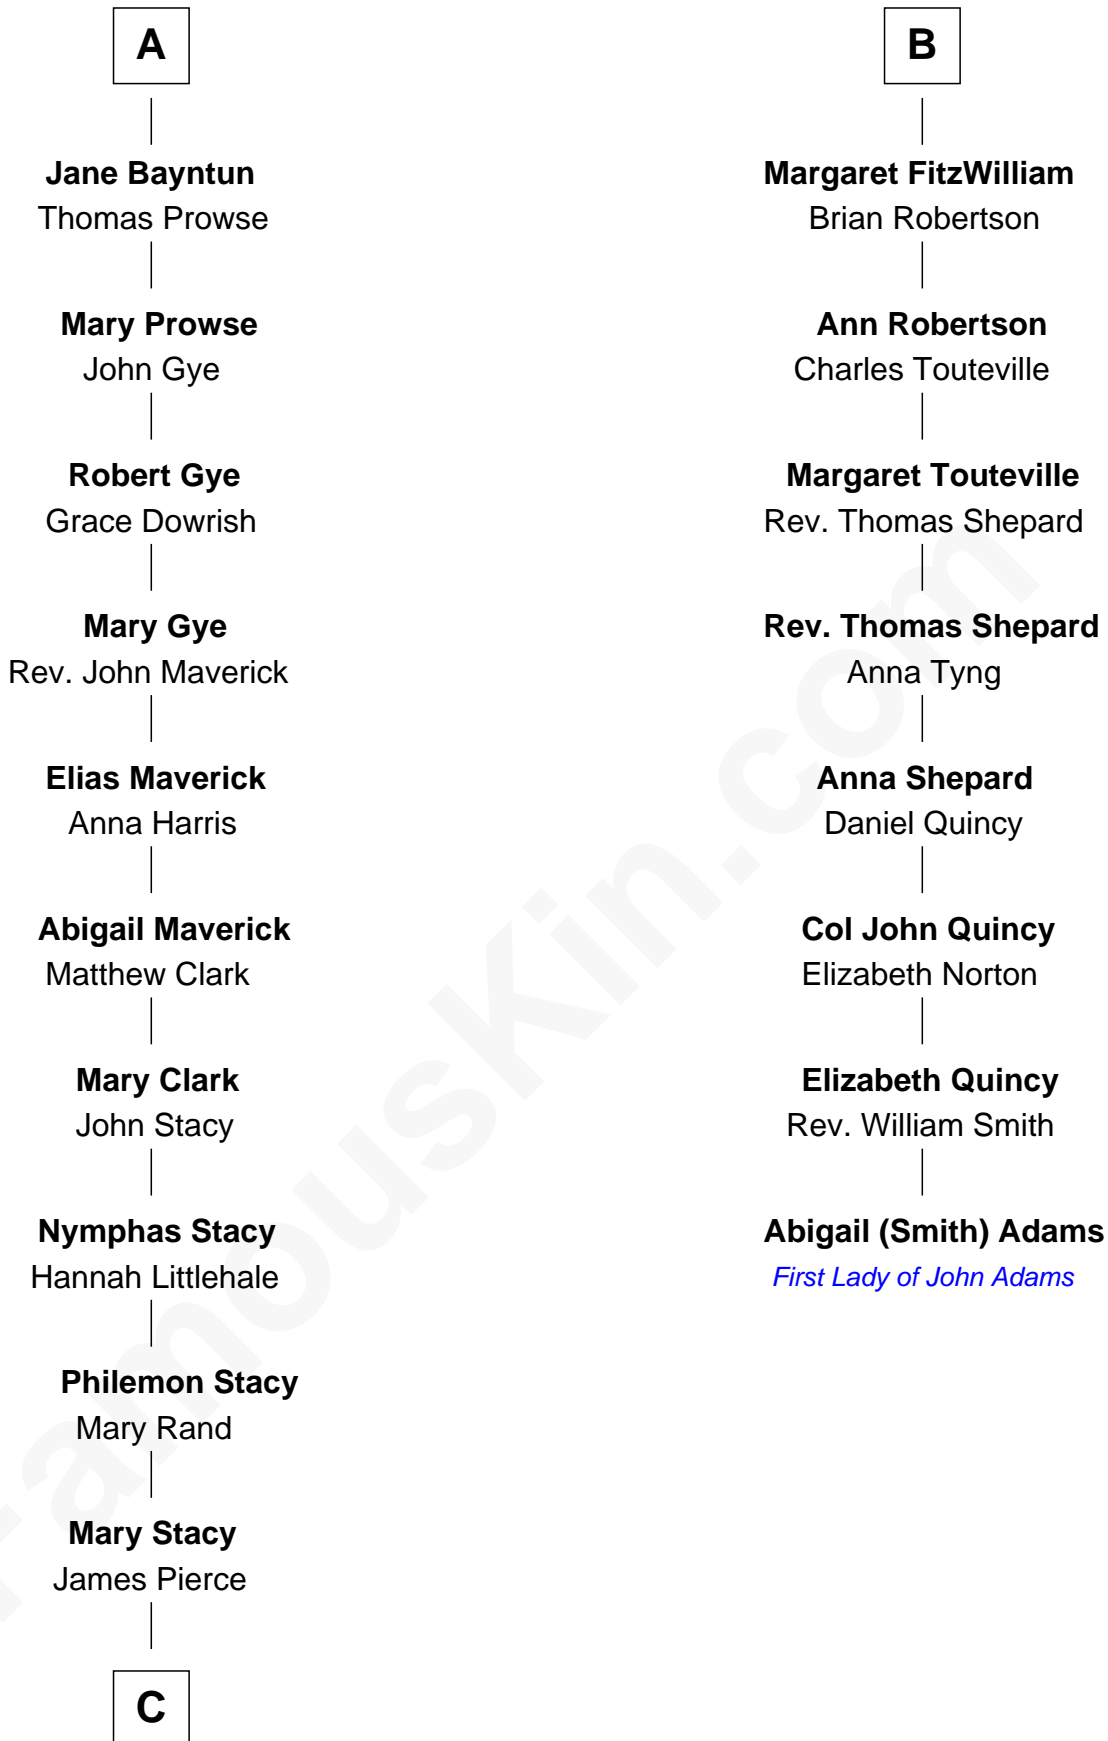 A
Jane Bayntun
Thomas Prowse
Mary Prowse
John Gye
Robert Gye
Grace Dowrish
Mary Gye
Rev. John Maverick
Elias Maverick
Anna Harris
Abigail Maverick
Matthew Clark
Mary Clark
John Stacy
Nymphas Stacy
Hannah Littlehale
Philemon Stacy
Mary Rand
Mary Stacy
James Pierce
C
B
Margaret FitzWilliam
Brian Robertson
Ann Robertson
Charles Touteville
Margaret Touteville
Rev. Thomas Shepard
Rev. Thomas Shepard
Anna Tyng
Anna Shepard
Daniel Quincy
Col John Quincy
Elizabeth Norton
Elizabeth Quincy
Rev. William Smith
Abigail (Smith) Adams
First Lady of John Adams
FamousKin.com